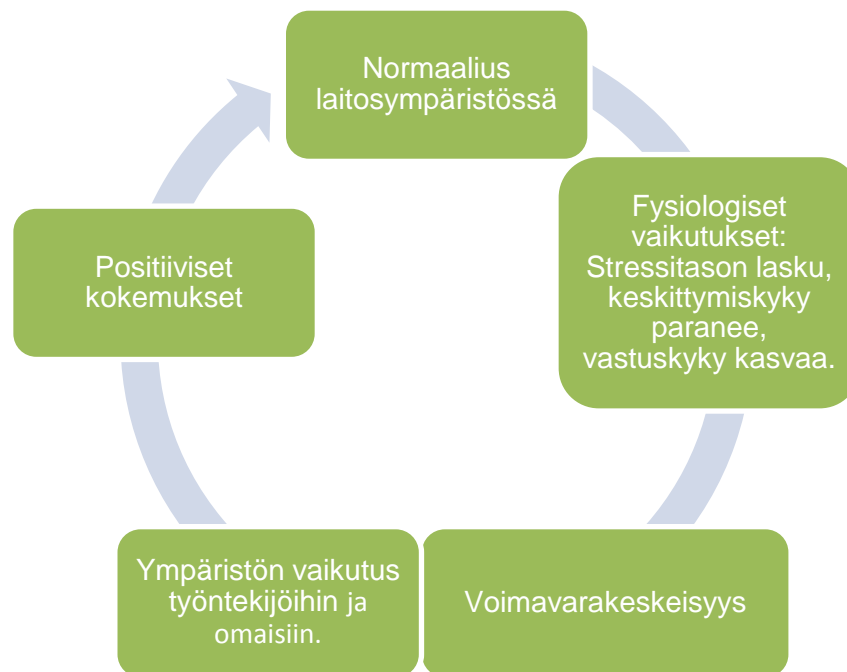 Normaalius
laitosympäristössä
Fysiologiset
vaikutukset:
Stressitason lasku,
keskittymiskyky
paranee,
vastuskyky kasvaa.
Voimavarakeskeisyys
Ympäristön vaikutus
työntekijöihin ja
omaisiin.
Positiiviset
kokemukset